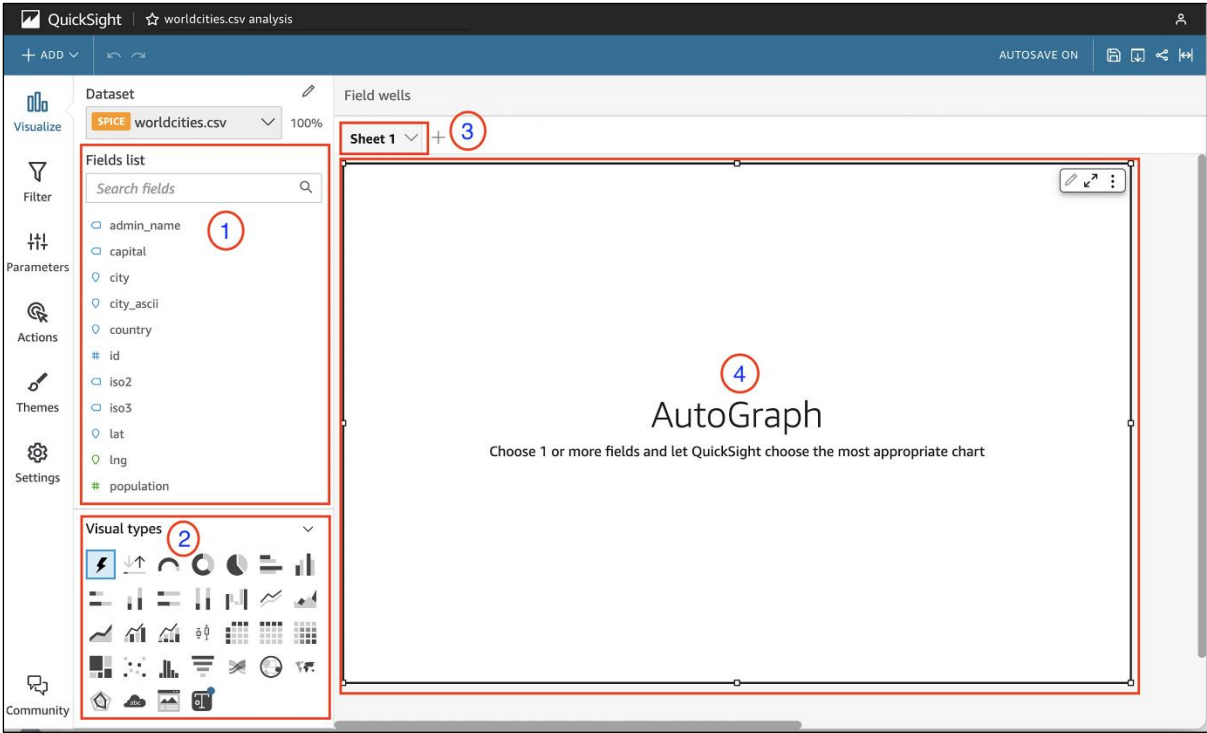 QuickSight
worldcities.csv analysis
ADD
AUTOSAVE ON
Visualize
Filter
Parameters
Actions
Themes
Settings
Community
Dataset
SPICE worldcities.csv
100%
Fields list
Search fields
1
admin_name
capital
city
city_ascii
country
# id
iso2
iso3
lat
lng
# population
Visual types
2
abc
Field wells
Sheet 1
+
3
4
AutoGraph
Choose 1 or more fields and let QuickSight choose the most appropriate chart